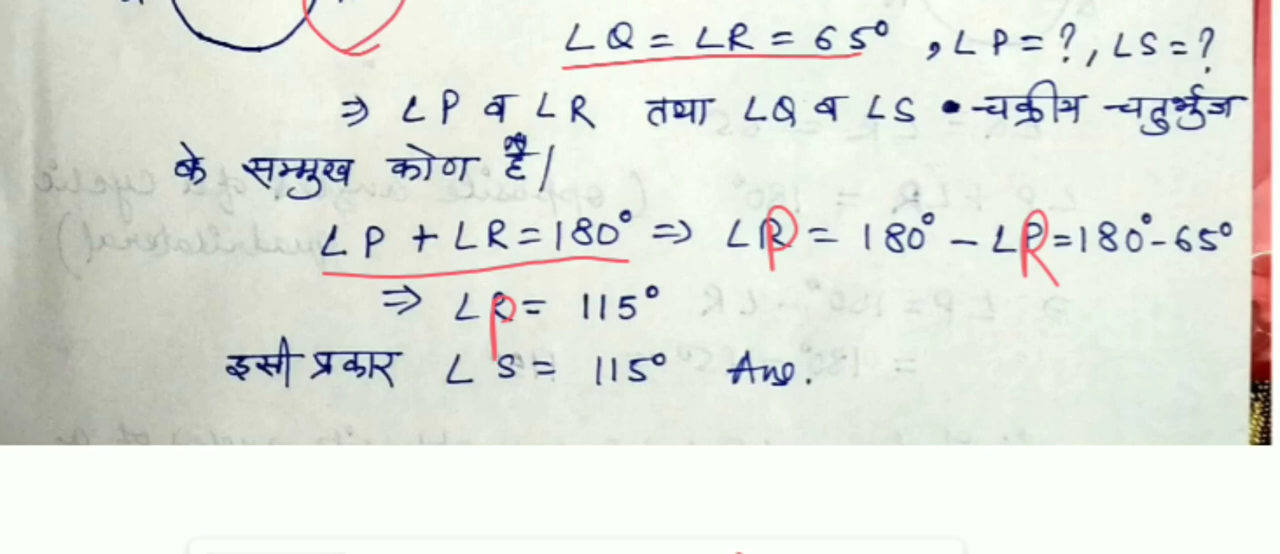 ∠Q = ∠R = 65°, ∠P = ?, ∠S = ?
⇒ ∠P व ∠R तथा ∠Q व ∠S चक्रीय चतुर्भुज
के सम्मुख कोण हैं।
∠P + ∠R = 180° ⇒ ∠P = 180° - ∠R = 180° - 65°
⇒ ∠P = 115°
इसी प्रकार ∠S = 115° Ans.